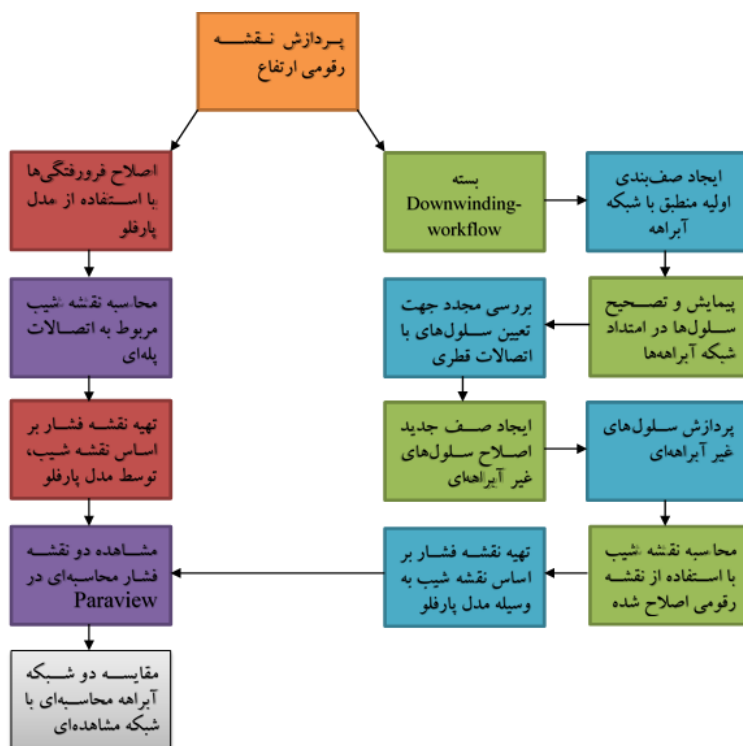 پردازش نقشه
رقومی ارتفاع
اصلاح فرورفتگی‌ها
با استفاده از مدل
پارفلو
بسته
Downwinding-
workflow
ایجاد صف‌بندی
اولیه منطبق با شبکه
آبراهه
محاسبه نقشه شیب
مربوط به اتصالات
پله‌ای
بررسی مجدد جهت
تعیین سلول‌های با
اتصالات قطری
پیمایش و تصحیح
سلول‌ها در امتداد
شبکه آبراهه‌ها
تهیه نقشه فشار بر
اساس نقشه شیب،
توسط مدل پارفلو
ایجاد صف جدید
اصلاح سلول‌های
غیر آبراهه‌ای
پردازش سلول‌های
غیر آبراهه‌ای
مشاهده دو نقشه
فشار محاسبه‌ای در
Paraview
تهیه نقشه فشار بر
اساس نقشه شیب به
وسیله مدل پارفلو
محاسبه نقشه شیب
با استفاده از نقشه
رقومی اصلاح شده
مقایسه دو شبکه
آبراهه محاسبه‌ای با
شبکه مشاهده‌ای